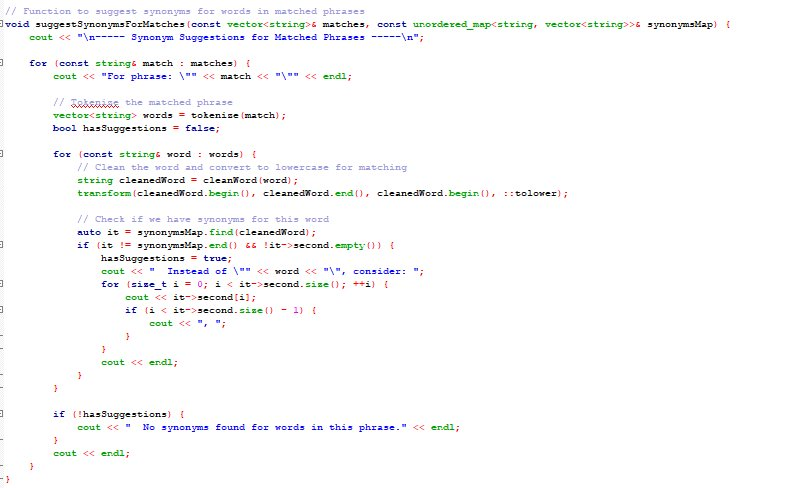 // Function to suggest synonyms for words in matched phrases
void suggestSynonymsForMatches(const vector<string>& matches, const unordered_map<string, vector<string>>& synonymsMap) {
    cout << "\n----- Synonym Suggestions for Matched Phrases -----\n";

    for (const string& match : matches) {
        cout << "For phrase: \"" << match << "\"" << endl;

        // Tokenize the matched phrase
        vector<string> words = tokenize(match);
        bool hasSuggestions = false;

        for (const string& word : words) {
            // Clean the word and convert to lowercase for matching
            string cleanedWord = cleanWord(word);
            transform(cleanedWord.begin(), cleanedWord.end(), cleanedWord.begin(), ::tolower);

            // Check if we have synonyms for this word
            auto it = synonymsMap.find(cleanedWord);
            if (it != synonymsMap.end() && !it->second.empty()) {
                hasSuggestions = true;
                cout << "  Instead of \"" << word << "\", consider: ";
                for (size_t i = 0; i < it->second.size(); ++i) {
                    cout << it->second[i];
                    if (i < it->second.size() - 1) {
                        cout << ", ";
                    }
                }
                cout << endl;
            }
        }

        if (!hasSuggestions) {
            cout << "  No synonyms found for words in this phrase." << endl;
        }
        cout << endl;
    }
}